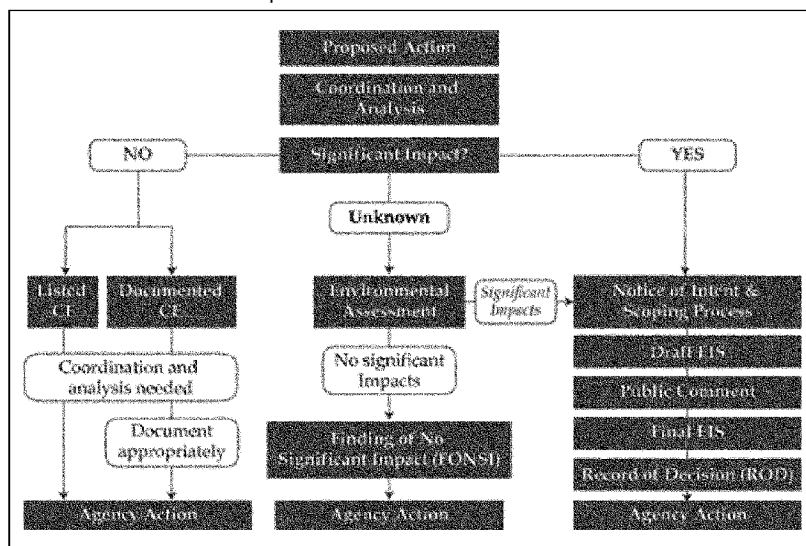 Proposed Action
Coordination and
Analysis
NO
Significant Impact?
YES
Unknown
Listed
CE
Documented
CE
Environmental
Assessment
Significant
Impacts
Notice of Intent &
Scoping Process
Coordination and
analysis needed
No significant
Impacts
Draft EIS
Public Comment
Document
appropriately
Finding of No
Significant Impact (FONSI)
Final EIS
Record of Decision (ROD)
Agency Action
Agency Action
Agency Action